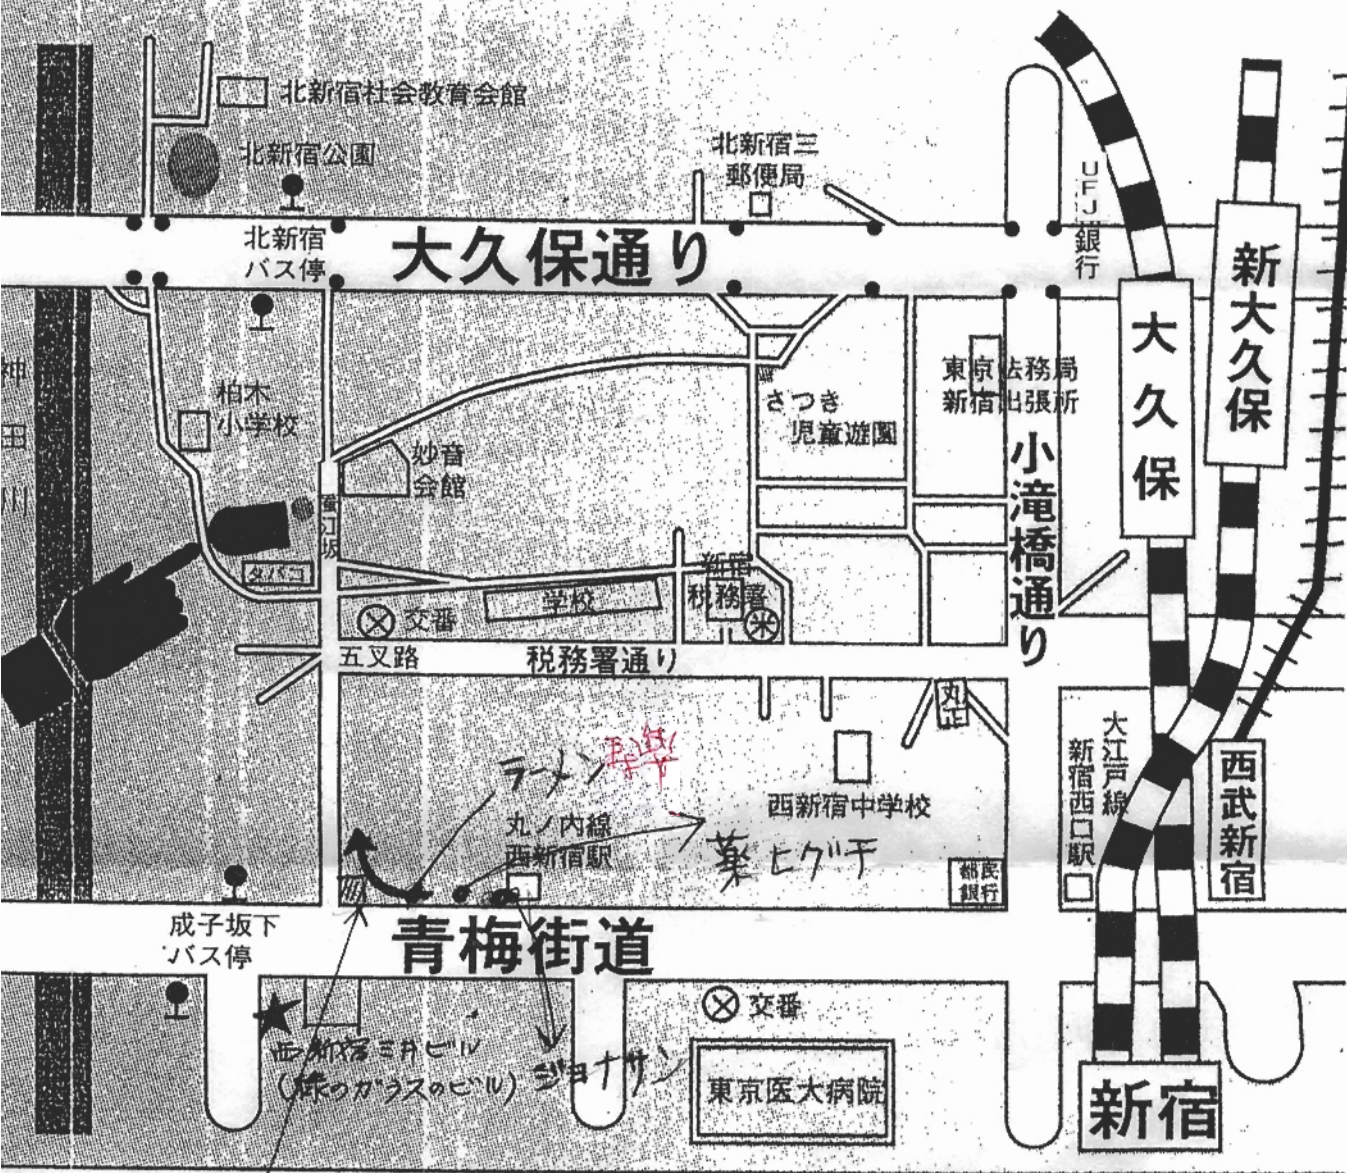 北新宿社会教育会館
北新宿公園
北新宿三
郵便局
UFJ銀行
北新宿
バス停
大久保通り
新大久保
大久保
神田川
柏木
小学校
妙音
会館
さつき
児童遊園
東京法務局
新宿出張所
小滝橋通り
タバコ
交番
学校
新宿
税務署
五叉路
税務署通り
丸正
ラーメン
丸ノ内線
西新宿駅
薬ヒグチ
西新宿中学校
都民
銀行
大江戸線
新宿西口駅
西武新宿
成子坂下
バス停
青梅街道
交番
西新宿三井ビル
(緑のガラスのビル)
ジョナサン
東京医大病院
新宿